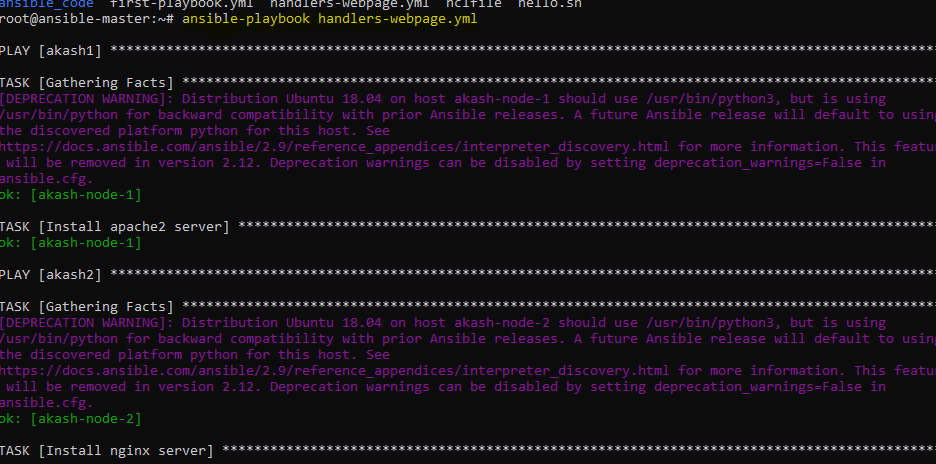 ansible_code  first-playbook.yml  handlers-webpage.yml  hclfile  hello.sh
root@ansible-master:~# ansible-playbook handlers-webpage.yml
PLAY [akash1] *******************************************************************************************************
TASK [Gathering Facts] **********************************************************************************************
[DEPRECATION WARNING]: Distribution Ubuntu 18.04 on host akash-node-1 should use /usr/bin/python3, but is using
/usr/bin/python for backward compatibility with prior Ansible releases. A future Ansible release will default to using
the discovered platform python for this host. See
https://docs.ansible.com/ansible/2.9/reference_appendices/interpreter_discovery.html for more information. This featu
 will be removed in version 2.12. Deprecation warnings can be disabled by setting deprecation_warnings=False in
ansible.cfg.
ok: [akash-node-1]
TASK [Install apache2 server] ***************************************************************************************
ok: [akash-node-1]
PLAY [akash2] *******************************************************************************************************
TASK [Gathering Facts] **********************************************************************************************
[DEPRECATION WARNING]: Distribution Ubuntu 18.04 on host akash-node-2 should use /usr/bin/python3, but is using
/usr/bin/python for backward compatibility with prior Ansible releases. A future Ansible release will default to using
the discovered platform python for this host. See
https://docs.ansible.com/ansible/2.9/reference_appendices/interpreter_discovery.html for more information. This featu
 will be removed in version 2.12. Deprecation warnings can be disabled by setting deprecation_warnings=False in
ansible.cfg.
ok: [akash-node-2]
TASK [Install nginx server] *****************************************************************************************